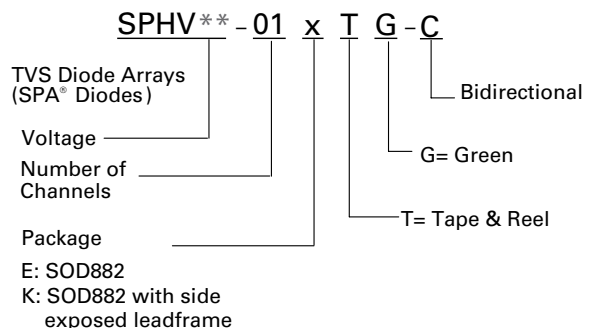 SPHV** - 01 x T G - C
TVS Diode Arrays
(SPA® Diodes)
Bidirectional
Voltage
G= Green
Number of
Channels
T= Tape & Reel
Package
E: SOD882
K: SOD882 with side
exposed leadframe